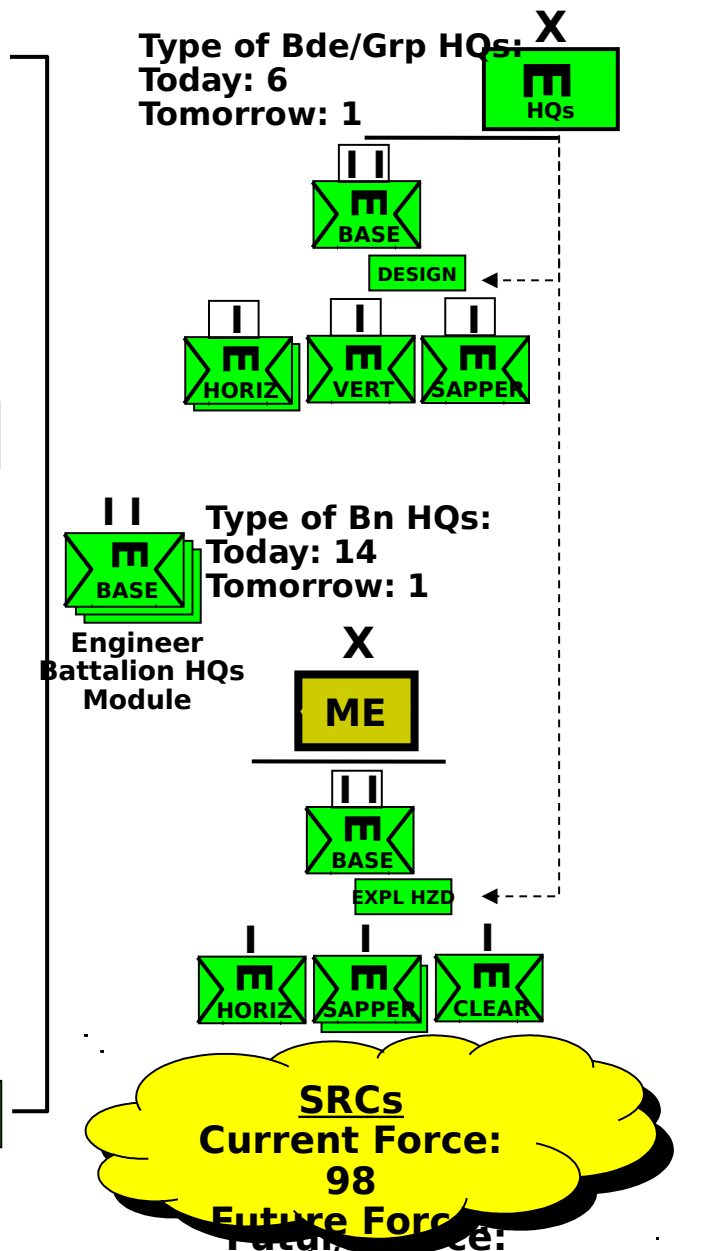 X
Type of Bde/Grp HQs:
Today: 6
Tomorrow: 1
E
HQs
I I
E
BASE
DESIGN
I I I
E E E
HORIZ VERT SAPPER
I I
E
BASE
Type of Bn HQs:
Today: 14
Tomorrow: 1
Engineer
Battalion HQs
Module
X
ME
I I
E
BASE
EXPL HZD
I I I
E E E
HORIZ SAPPER CLEAR
SRCs
Current Force:
98
Future Force: